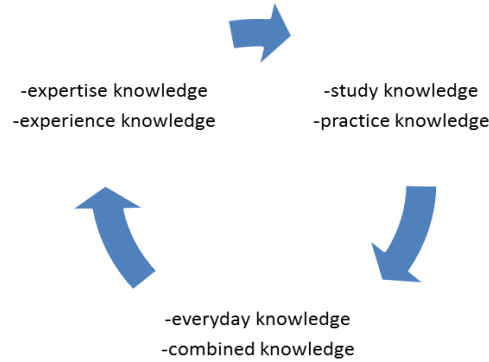 -expertise knowledge
-experience knowledge
-study knowledge
-practice knowledge
-everyday knowledge
-combined knowledge